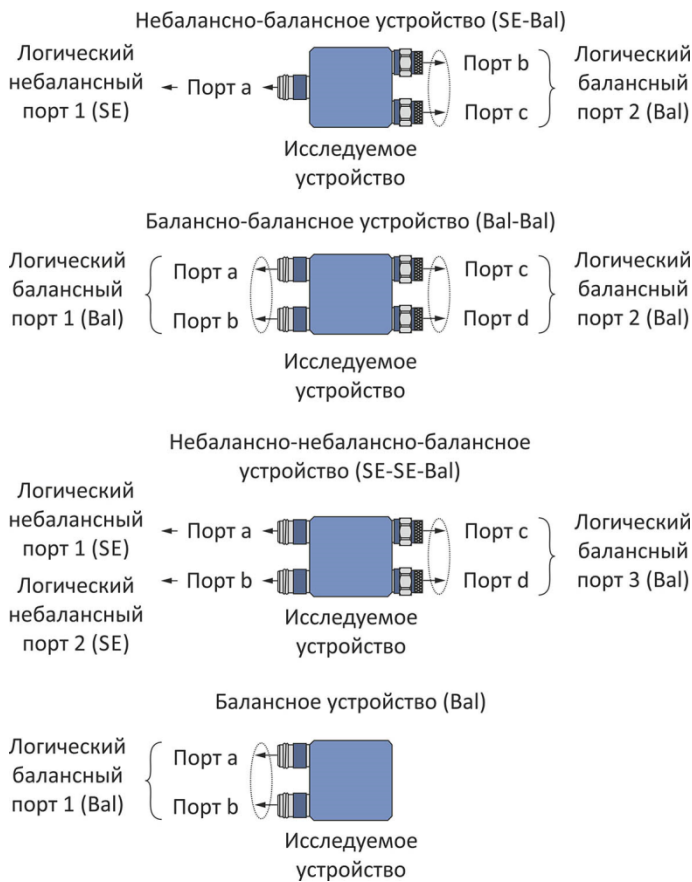 Небалансно-балансное устройство (SE-Bal)
Логический
небалансный
порт 1 (SE)
Порт a
Порт b
Порт c
Логический
балансный
порт 2 (Bal)
Исследуемое
устройство
Балансно-балансное устройство (Bal-Bal)
Логический
балансный
порт 1 (Bal)
Порт a
Порт b
Порт c
Порт d
Логический
балансный
порт 2 (Bal)
Исследуемое
устройство
Небалансно-небалансно-балансное
устройство (SE-SE-Bal)
Логический
небалансный
порт 1 (SE)
Логический
небалансный
порт 2 (SE)
Порт a
Порт b
Порт c
Порт d
Логический
балансный
порт 3 (Bal)
Исследуемое
устройство
Балансное устройство (Bal)
Логический
балансный
порт 1 (Bal)
Порт a
Порт b
Исследуемое
устройство